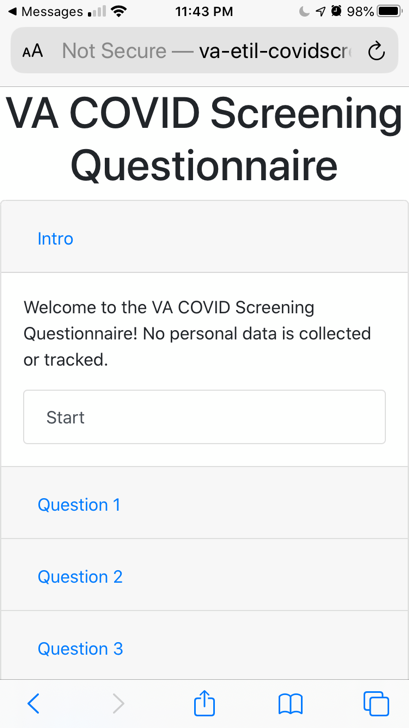 Messages 11:43 PM 98%
AA Not Secure — va-etil-covidscr
VA COVID Screening
Questionnaire
Intro
Welcome to the VA COVID Screening
Questionnaire! No personal data is collected
or tracked.
Start
Question 1
Question 2
Question 3